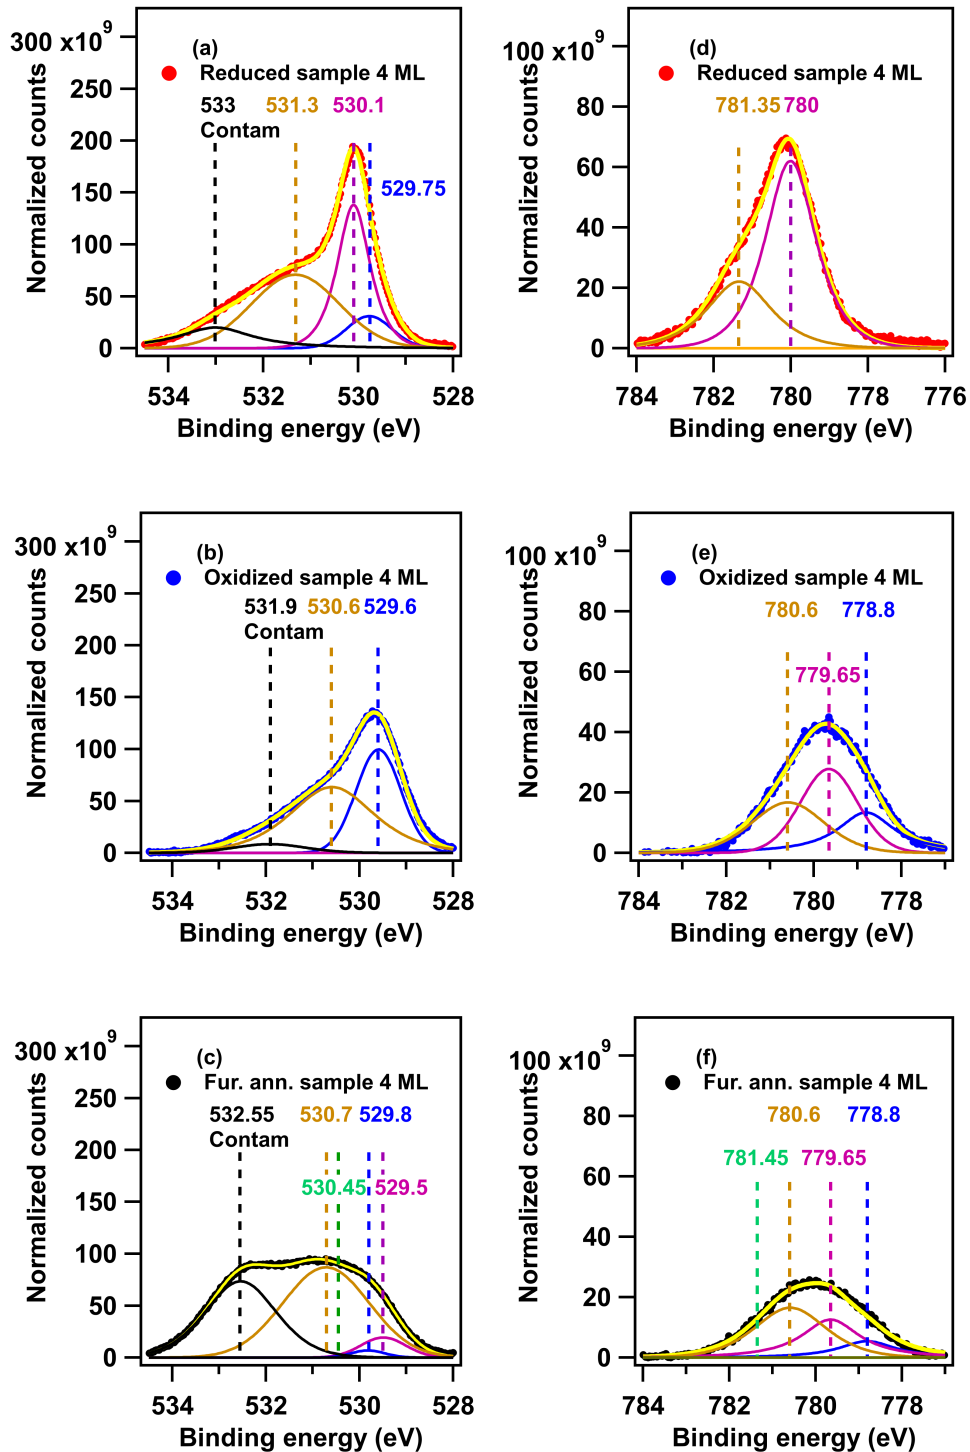 (a)
Reduced sample 4 ML
533 531.3 530.1
Contam
529.75
300 x10^9
250
200
150
100
50
0
Normalized counts
534 532 530 528
Binding energy (eV)
(d)
Reduced sample 4 ML
781.35 780
100 x10^9
80
60
40
20
0
Normalized counts
784 782 780 778 776
Binding energy (eV)
(b)
Oxidized sample 4 ML
531.9 530.6 529.6
Contam
300 x10^9
250
200
150
100
50
0
Normalized counts
534 532 530 528
Binding energy (eV)
(e)
Oxidized sample 4 ML
780.6 778.8
779.65
100 x10^9
80
60
40
20
0
Normalized counts
784 782 780 778
Binding energy (eV)
(c)
Fur. ann. sample 4 ML
532.55 530.7 529.8
Contam
530.45 529.5
300 x10^9
250
200
150
100
50
0
Normalized counts
534 532 530 528
Binding energy (eV)
(f)
Fur. ann. sample 4 ML
780.6 778.8
781.45 779.65
100 x10^9
80
60
40
20
0
Normalized counts
784 782 780 778
Binding energy (eV)